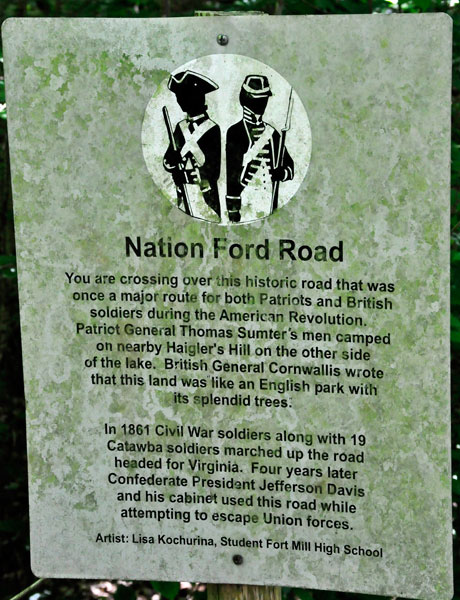 Nation Ford Road
You are crossing over this historic road that was
once a major route for both Patriots and British
soldiers during the American Revolution.
Patriot General Thomas Sumter's men camped
on nearby Haigler's Hill on the other side
of the lake. British General Cornwallis wrote
that this land was like an English park with
its splendid trees.
In 1861 Civil War soldiers along with 19
Catawba soldiers marched up the road
headed for Virginia. Four years later
Confederate President Jefferson Davis
and his cabinet used this road while
attempting to escape Union forces.
Artist: Lisa Kochurina, Student Fort Mill High School